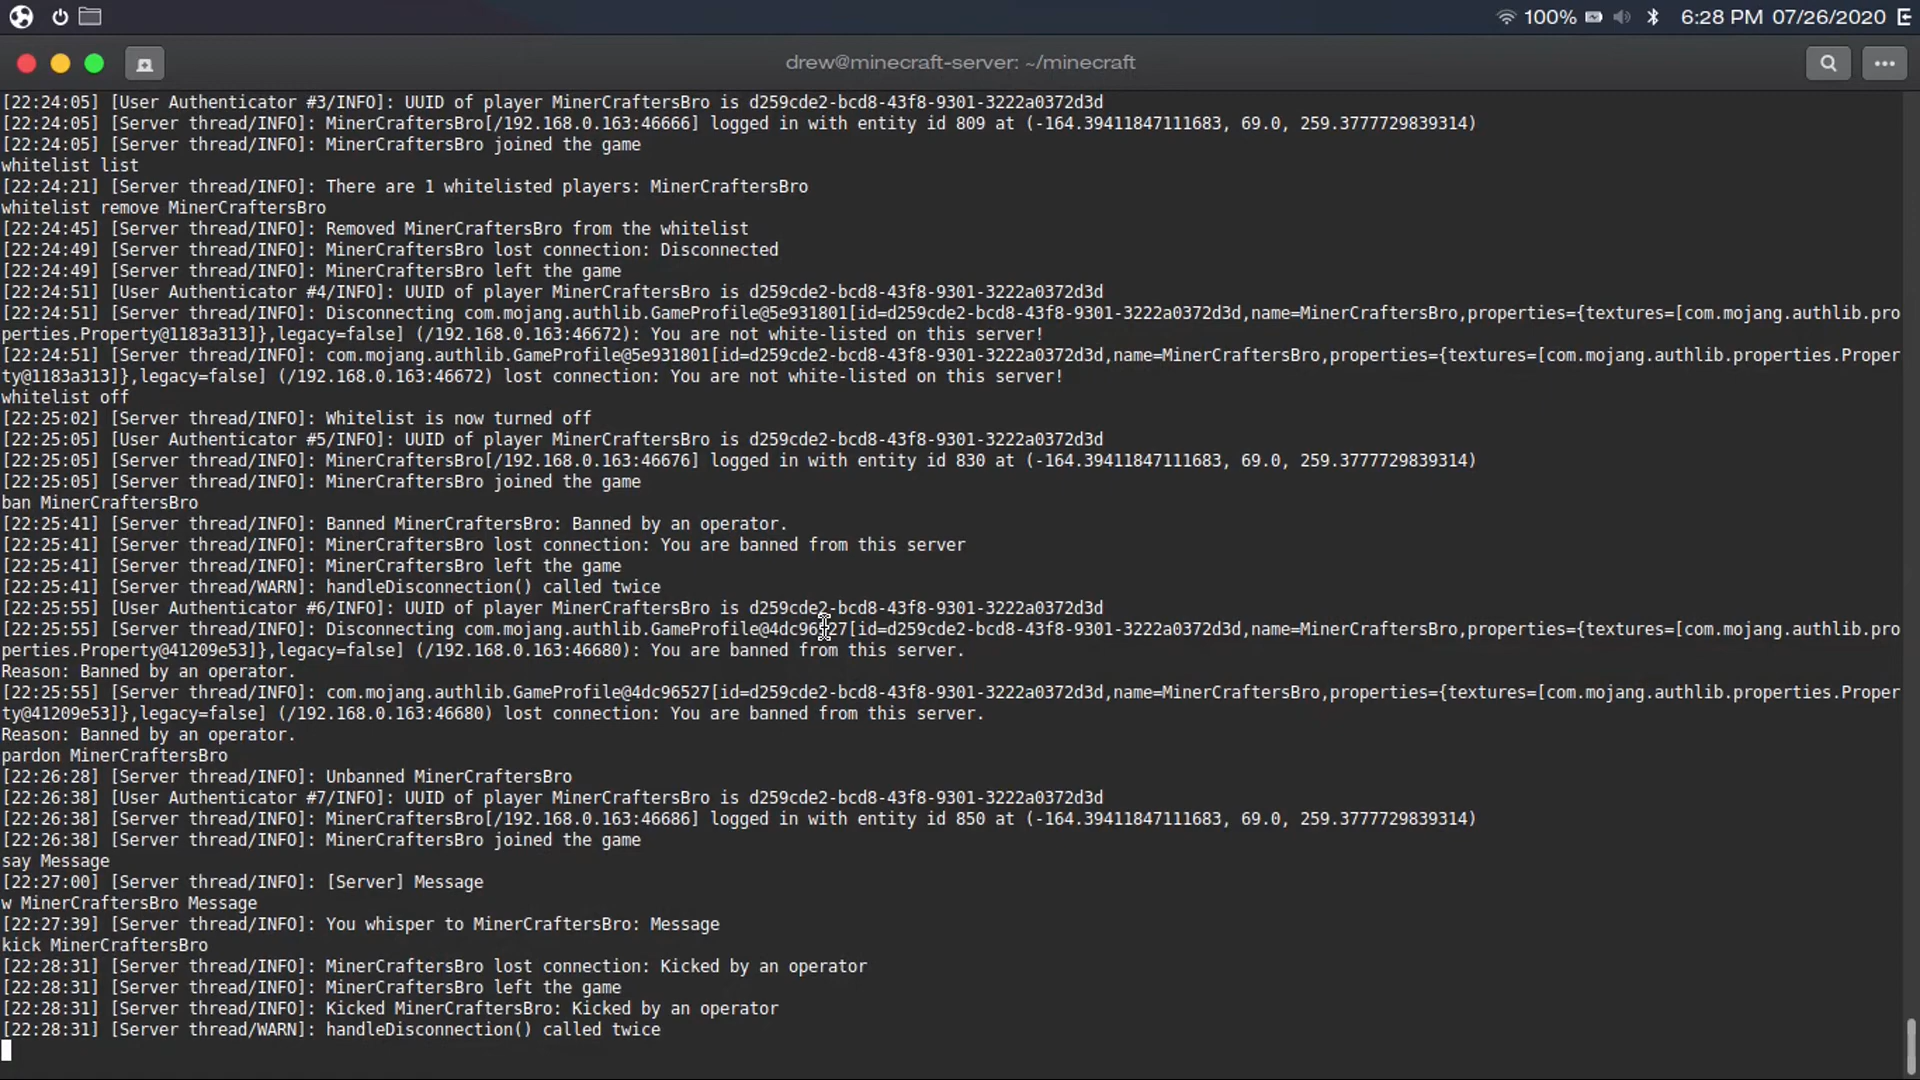 100% 6:28 PM 07/26/2020
drew@minecraft-server: ~/minecraft
[22:24:05] [User Authenticator #3/INFO]: UUID of player MinerCraftersBro is d259cde2-bcd8-43f8-9301-3222a0372d3d
[22:24:05] [Server thread/INFO]: MinerCraftersBro[/192.168.0.163:46666] logged in with entity id 809 at (-164.39411847111683, 69.0, 259.3777729839314)
[22:24:05] [Server thread/INFO]: MinerCraftersBro joined the game
whitelist list
[22:24:21] [Server thread/INFO]: There are 1 whitelisted players: MinerCraftersBro
whitelist remove MinerCraftersBro
[22:24:45] [Server thread/INFO]: Removed MinerCraftersBro from the whitelist
[22:24:49] [Server thread/INFO]: MinerCraftersBro lost connection: Disconnected
[22:24:49] [Server thread/INFO]: MinerCraftersBro left the game
[22:24:51] [User Authenticator #4/INFO]: UUID of player MinerCraftersBro is d259cde2-bcd8-43f8-9301-3222a0372d3d
[22:24:51] [Server thread/INFO]: Disconnecting com.mojang.authlib.GameProfile@5e931801[id=d259cde2-bcd8-43f8-9301-3222a0372d3d,name=MinerCraftersBro,properties={textures=[com.mojang.authlib.pro
perties.Property@1183a313]},legacy=false] (/192.168.0.163:46672): You are not white-listed on this server!
[22:24:51] [Server thread/INFO]: com.mojang.authlib.GameProfile@5e931801[id=d259cde2-bcd8-43f8-9301-3222a0372d3d,name=MinerCraftersBro,properties={textures=[com.mojang.authlib.properties.Proper
ty@1183a313]},legacy=false] (/192.168.0.163:46672) lost connection: You are not white-listed on this server!
whitelist off
[22:25:02] [Server thread/INFO]: Whitelist is now turned off
[22:25:05] [User Authenticator #5/INFO]: UUID of player MinerCraftersBro is d259cde2-bcd8-43f8-9301-3222a0372d3d
[22:25:05] [Server thread/INFO]: MinerCraftersBro[/192.168.0.163:46676] logged in with entity id 830 at (-164.39411847111683, 69.0, 259.3777729839314)
[22:25:05] [Server thread/INFO]: MinerCraftersBro joined the game
ban MinerCraftersBro
[22:25:41] [Server thread/INFO]: Banned MinerCraftersBro: Banned by an operator.
[22:25:41] [Server thread/INFO]: MinerCraftersBro lost connection: You are banned from this server
[22:25:41] [Server thread/INFO]: MinerCraftersBro left the game
[22:25:41] [Server thread/WARN]: handleDisconnection() called twice
[22:25:55] [User Authenticator #6/INFO]: UUID of player MinerCraftersBro is d259cde2-bcd8-43f8-9301-3222a0372d3d
[22:25:55] [Server thread/INFO]: Disconnecting com.mojang.authlib.GameProfile@4dc96527[id=d259cde2-bcd8-43f8-9301-3222a0372d3d,name=MinerCraftersBro,properties={textures=[com.mojang.authlib.pro
perties.Property@41209e53]},legacy=false] (/192.168.0.163:46680): You are banned from this server.
Reason: Banned by an operator.
[22:25:55] [Server thread/INFO]: com.mojang.authlib.GameProfile@4dc96527[id=d259cde2-bcd8-43f8-9301-3222a0372d3d,name=MinerCraftersBro,properties={textures=[com.mojang.authlib.properties.Proper
ty@41209e53]},legacy=false] (/192.168.0.163:46680) lost connection: You are banned from this server.
Reason: Banned by an operator.
pardon MinerCraftersBro
[22:26:28] [Server thread/INFO]: Unbanned MinerCraftersBro
[22:26:38] [User Authenticator #7/INFO]: UUID of player MinerCraftersBro is d259cde2-bcd8-43f8-9301-3222a0372d3d
[22:26:38] [Server thread/INFO]: MinerCraftersBro[/192.168.0.163:46686] logged in with entity id 850 at (-164.39411847111683, 69.0, 259.3777729839314)
[22:26:38] [Server thread/INFO]: MinerCraftersBro joined the game
say Message
[22:27:00] [Server thread/INFO]: [Server] Message
w MinerCraftersBro Message
[22:27:39] [Server thread/INFO]: You whisper to MinerCraftersBro: Message
kick MinerCraftersBro
[22:28:31] [Server thread/INFO]: MinerCraftersBro lost connection: Kicked by an operator
[22:28:31] [Server thread/INFO]: MinerCraftersBro left the game
[22:28:31] [Server thread/INFO]: Kicked MinerCraftersBro: Kicked by an operator
[22:28:31] [Server thread/WARN]: handleDisconnection() called twice